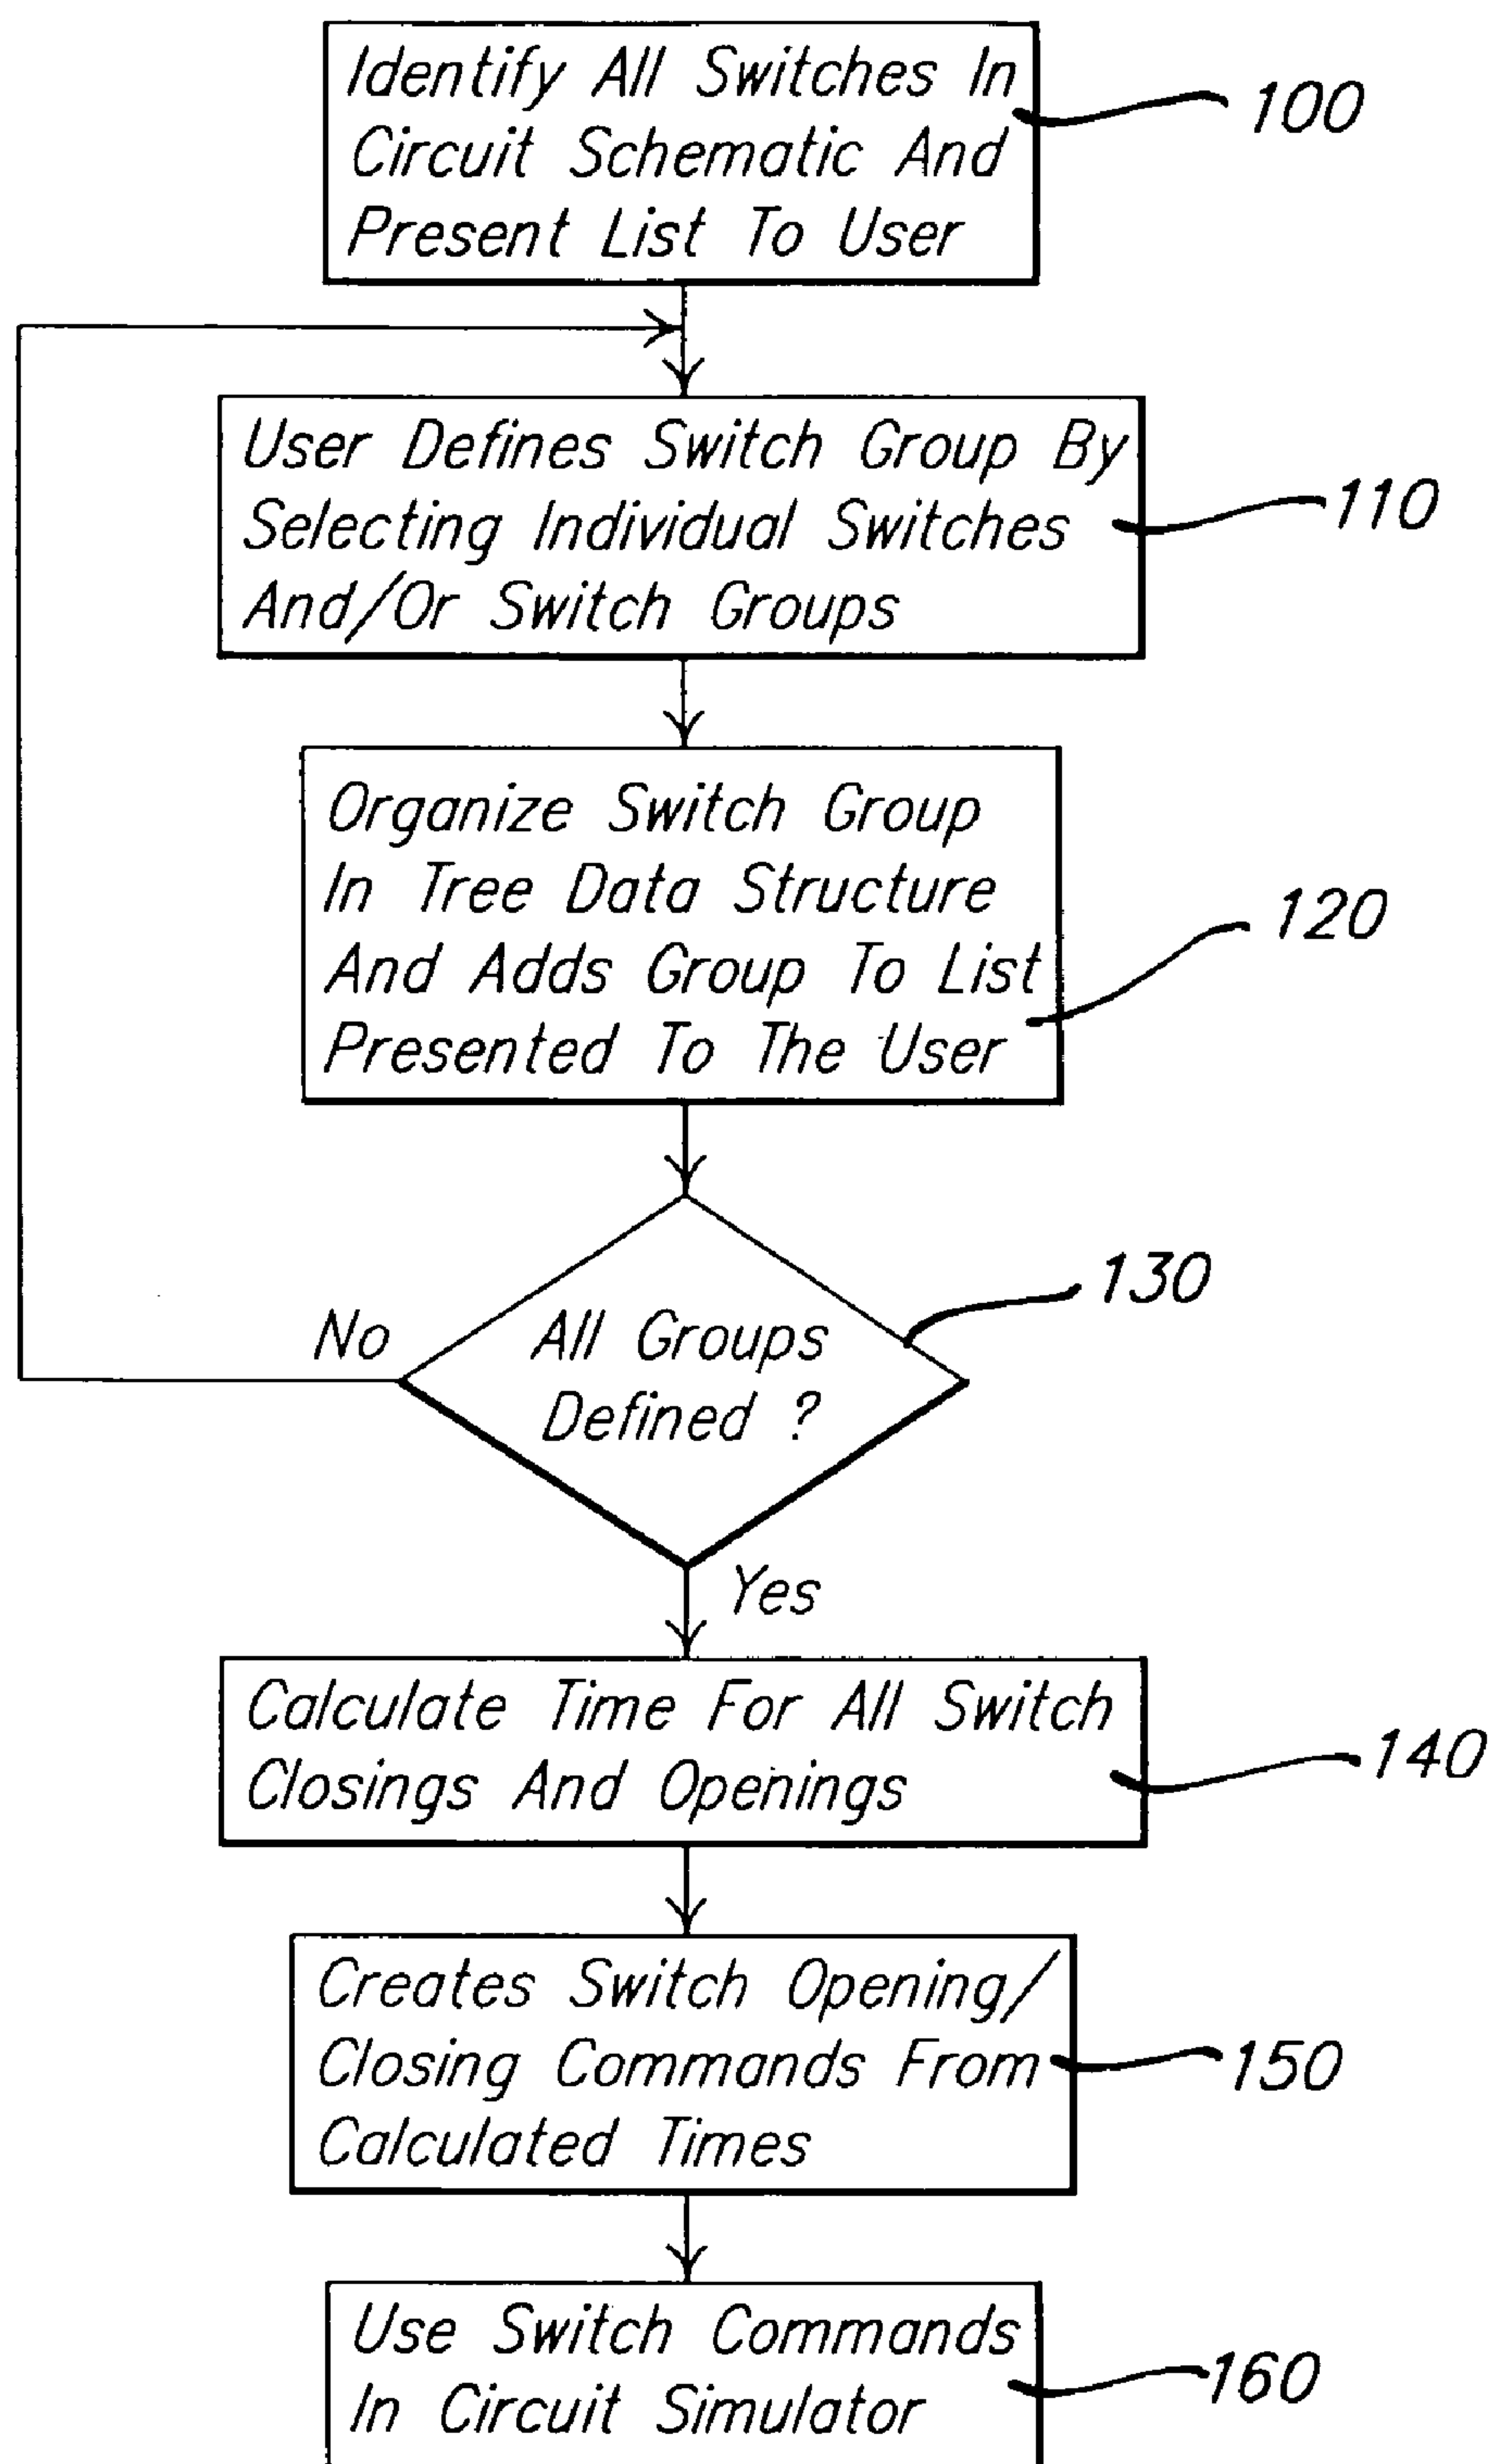 Identify All Switches In
Circuit Schematic And
Present List To User
100
User Defines Switch Group By
Selecting Individual Switches
And/Or Switch Groups
110
Organize Switch Group
In Tree Data Structure
And Adds Group To List
Presented To The User
120
130
No
All Groups
Defined ?
Yes
Calculate Time For All Switch
Closings And Openings
140
Creates Switch Opening/
Closing Commands From
Calculated Times
150
Use Switch Commands
In Circuit Simulator
160